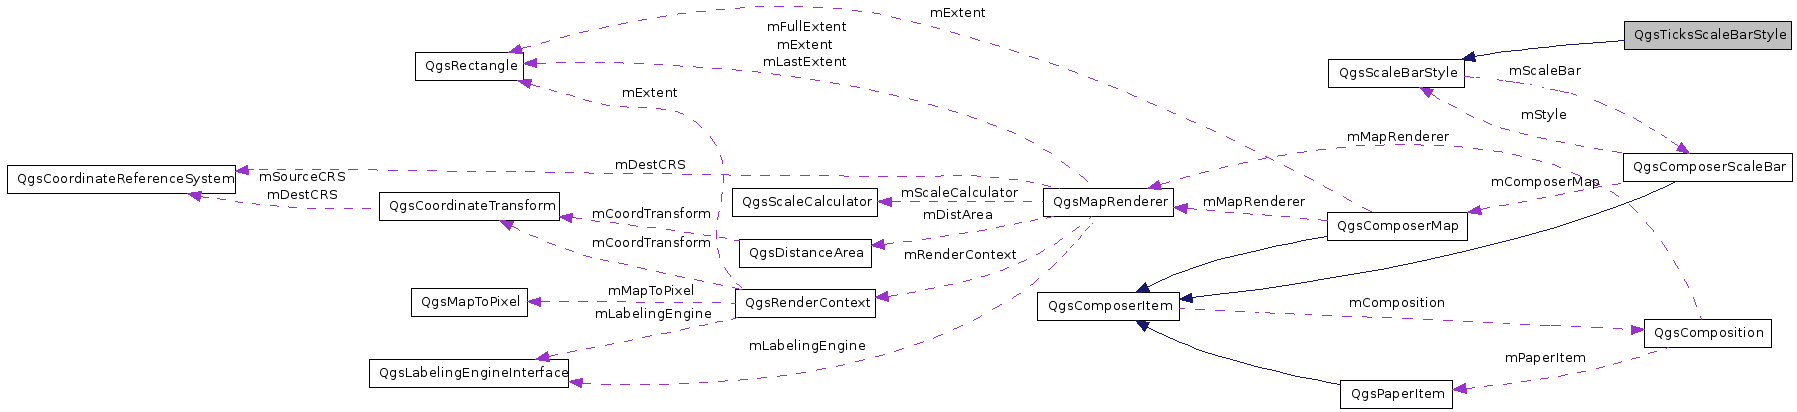 mExtent
mFullExtent
mExtent
mLastExtent
QgsTicksScaleBarStyle
QgsRectangle
QgsScaleBarStyle
mScaleBar
mExtent
mStyle
mMapRenderer
mDestCRS
QgsComposerScaleBar
QgsCoordinateReferenceSystem
mSourceCRS
mDestCRS
mComposerMap
mScaleCalculator
QgsScaleCalculator
QgsMapRenderer
mMapRenderer
QgsCoordinateTransform
mCoordTransform
mDistArea
QgsComposerMap
mCoordTransform
QgsDistanceArea
mRenderContext
mMapToPixel
QgsMapToPixel
QgsRenderContext
QgsComposerItem
mComposition
mLabelingEngine
QgsComposition
mLabelingEngine
mPaperItem
QgsLabelingEngineInterface
QgsPaperItem